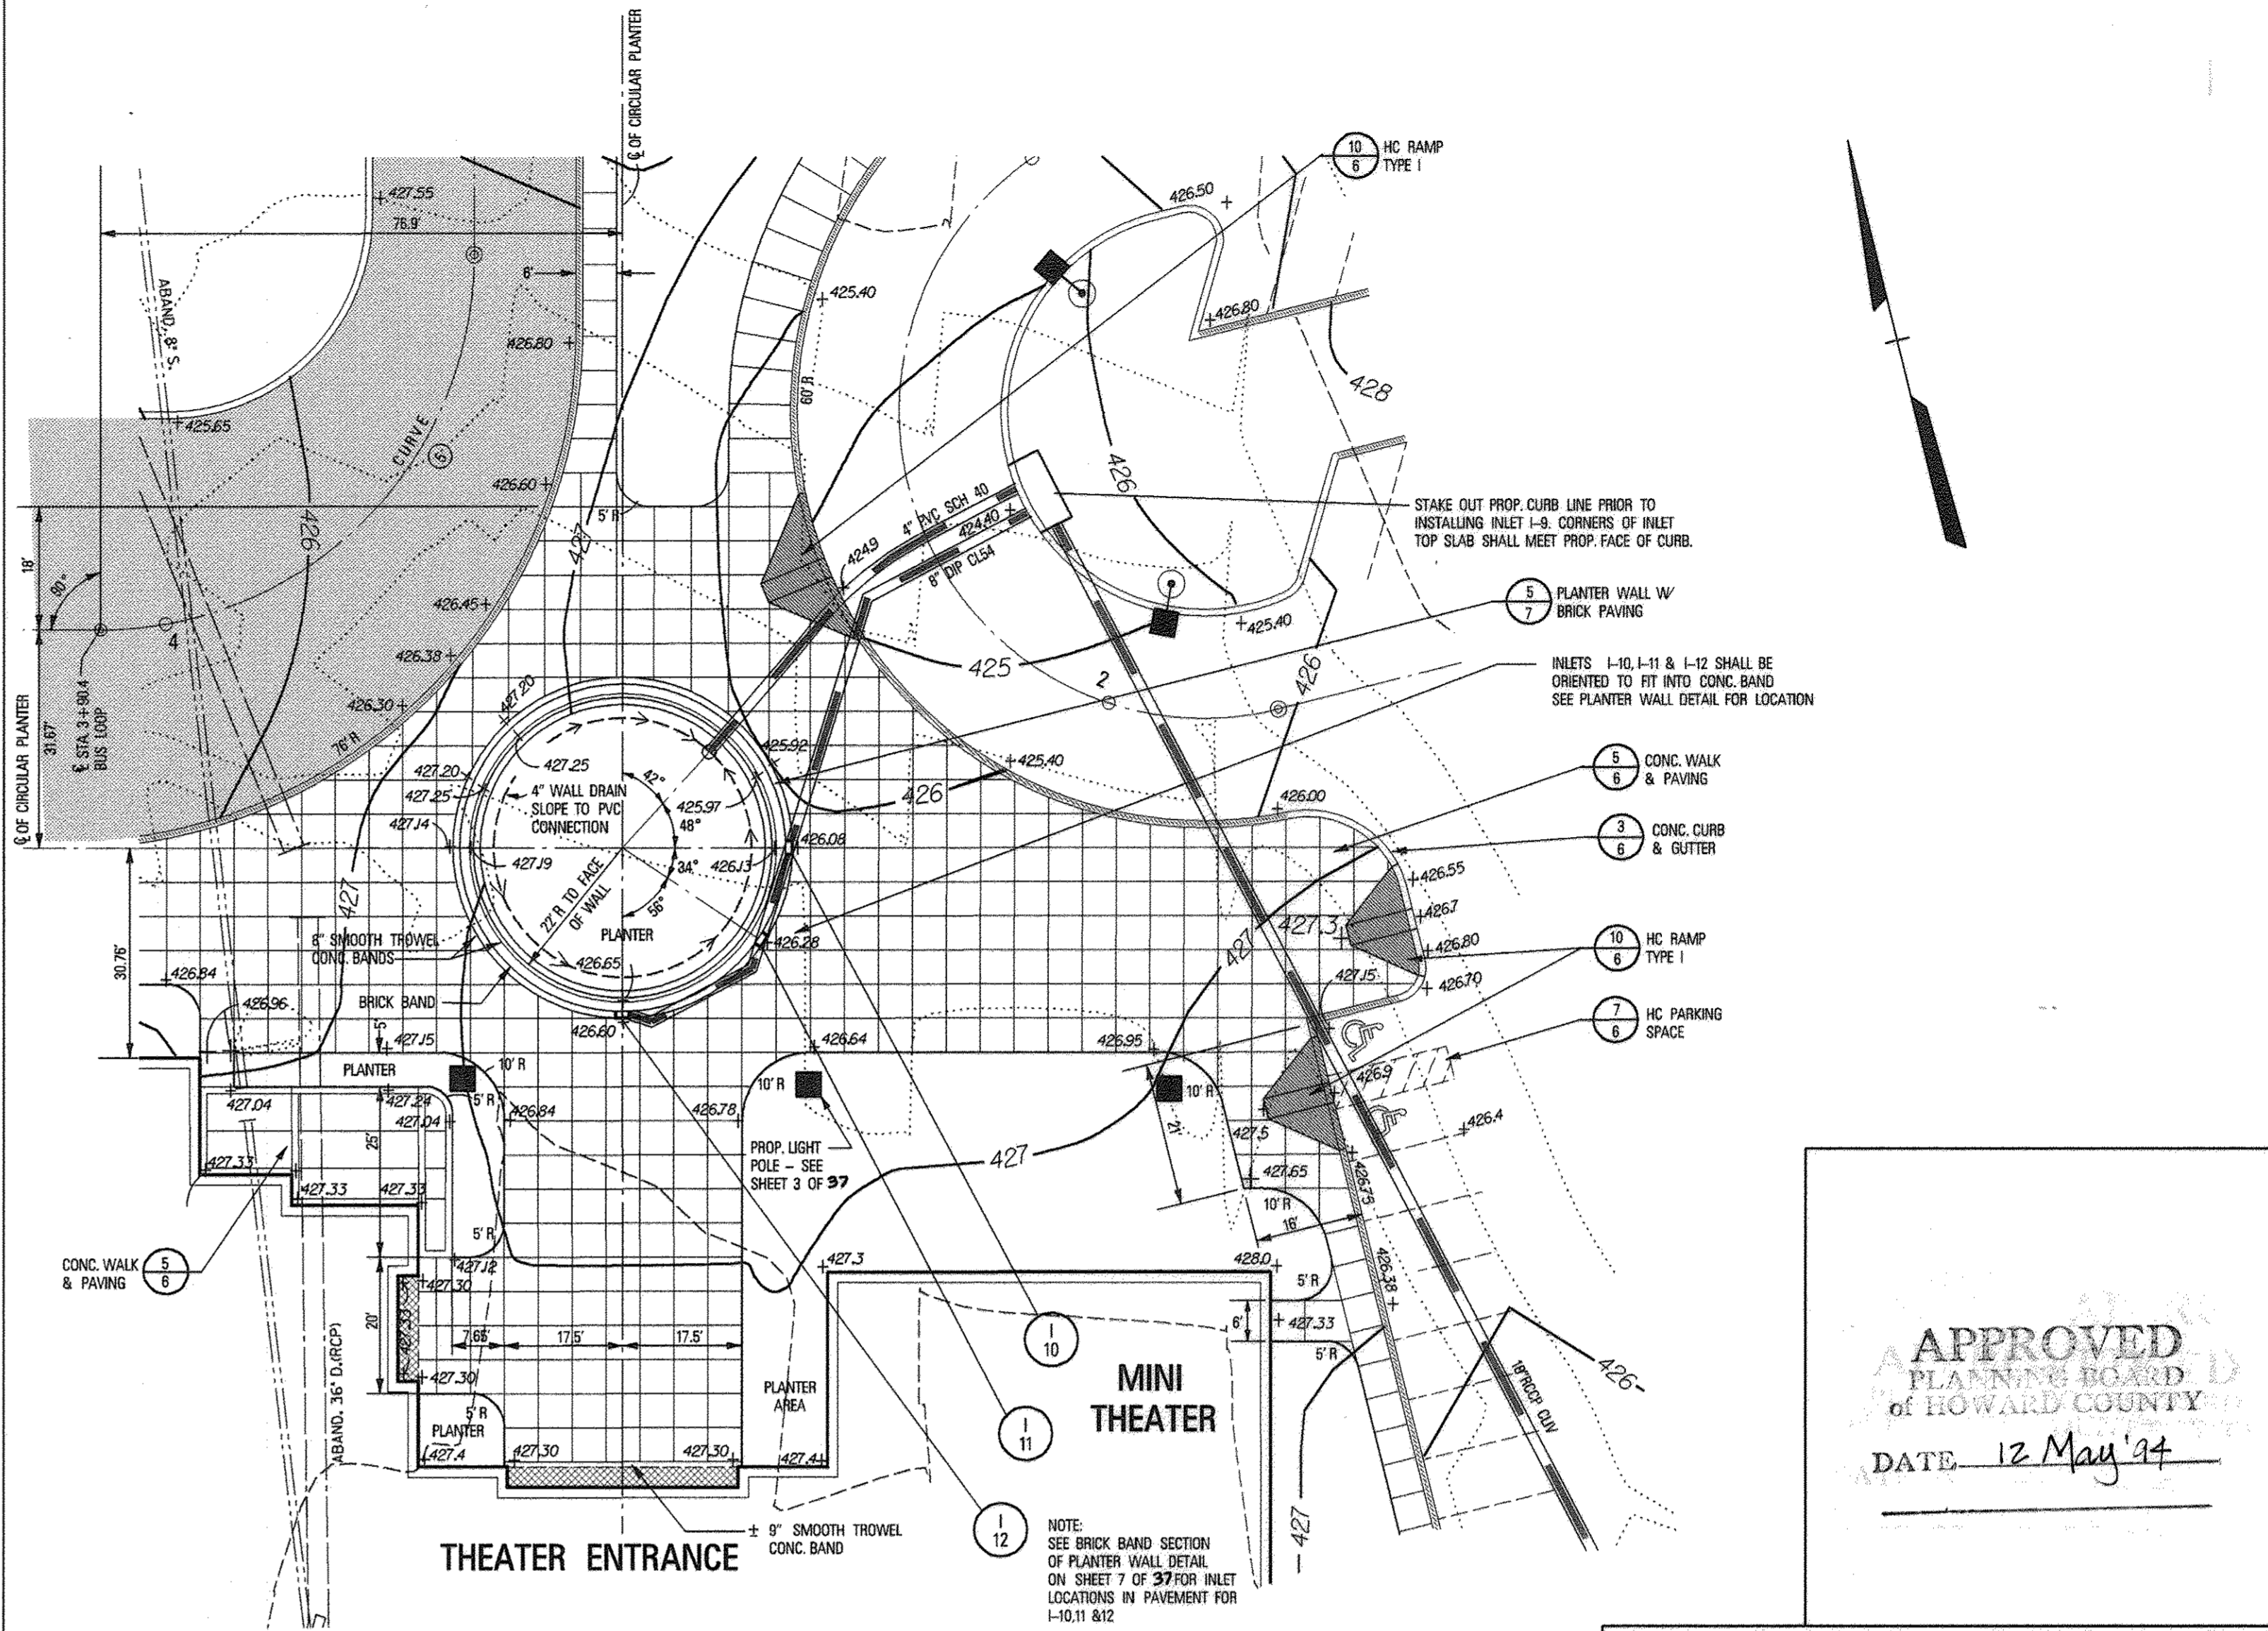 ℄ OF CIRCULAR PLANTER
10
6
HC RAMP
TYPE I
427.55
76.9'
426.50
6'
ABAND. 8" S.
425.40
426.80
426.80
60' R
428
425.65
CURVE
5
426.60
426
426
5' R
427
4" PVC SCH 40
424.40
424.9
8" DIP CL54
STAKE OUT PROP. CURB LINE PRIOR TO
INSTALLING INLET I-9. CORNERS OF INLET
TOP SLAB SHALL MEET PROP. FACE OF CURB.
18'
90°
426.45
4
426.38
5
7
PLANTER WALL W/
BRICK PAVING
425.40
425
2
426
INLETS I-10, I-11 & I-12 SHALL BE
ORIENTED TO FIT INTO CONC. BAND
SEE PLANTER WALL DETAIL FOR LOCATION
℄ OF CIRCULAR PLANTER
31.67'
℄ STA 3+90.4
BUS LOOP
426.30
76' R
427.20
427.25
425.92
427.20
427.25
427.14
427.19
4" WALL DRAIN
SLOPE TO PVC
CONNECTION
42°
425.97
48°
426.13
426.08
34°
56°
22' R TO FACE
OF WALL
PLANTER
425.40
426
426.00
5
6
CONC. WALK
& PAVING
3
6
CONC. CURB
& GUTTER
426.55
426.7
427.3
426.80
427.15
426.70
10
6
HC RAMP
TYPE I
7
6
HC PARKING
SPACE
427
427
30.76'
8" SMOOTH TROWEL
CONC. BANDS
426.84
426.96
BRICK BAND
426.65
426.28
426.60
5'
427.15
426.64
426.95
PLANTER
10' R
5' R
10' R
10' R
427.04
427.24
427.04
426.84
426.78
426.9
426.4
427.5
21'
25'
PROP. LIGHT
POLE - SEE
SHEET 3 OF 37
427
427.65
426.75
427.33
427.33
427.33
10' R
16'
5' R
CONC. WALK
& PAVING
5
6
427.12
427.3
428.0
5' R
426.38
427.30
427.33
20'
6'
427.33
5' R
7.65'
17.5'
17.5'
427.30
5' R
PLANTER
427.4
ABAND. 36" D.(RCP)
PLANTER
AREA
I
10
MINI
THEATER
I
11
18" RCCP CLIV
426
427.30
427.30
427.4
427
± 9" SMOOTH TROWEL
CONC. BAND
THEATER ENTRANCE
I
12
NOTE:
SEE BRICK BAND SECTION
OF PLANTER WALL DETAIL
ON SHEET 7 OF 37 FOR INLET
LOCATIONS IN PAVEMENT FOR
I-10,11 &12
APPROVED
PLANNING BOARD
of HOWARD COUNTY
DATE 12 May '94